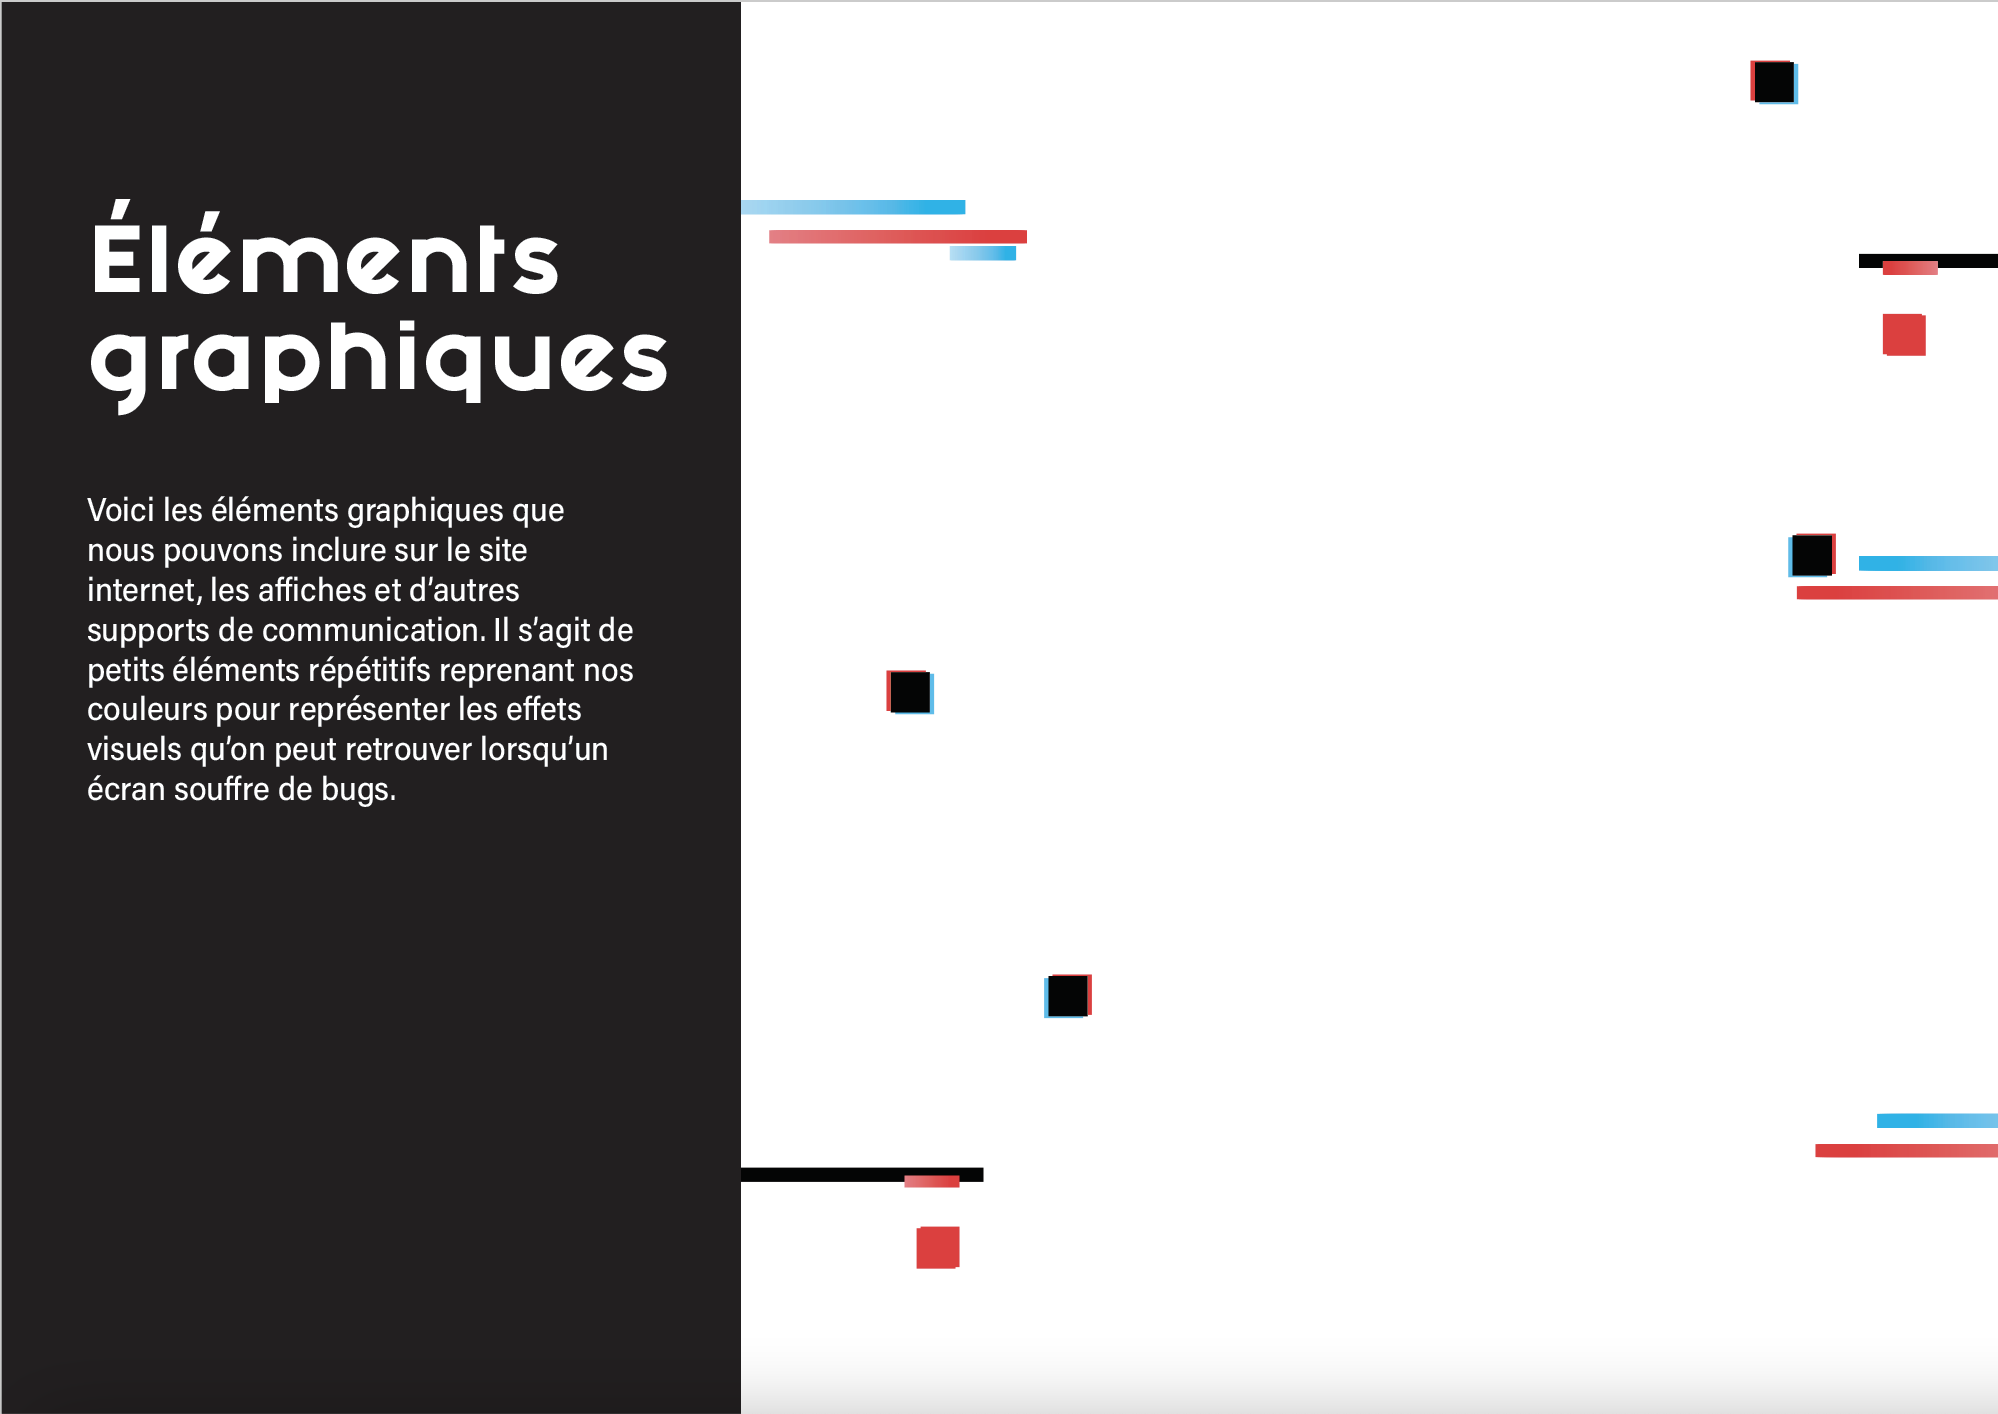 Éléments
graphiques
Voici les éléments graphiques que
nous pouvons inclure sur le site
internet, les affiches et d’autres
supports de communication. Il s’agit de
petits éléments répétitifs reprenant nos
couleurs pour représenter les effets
visuels qu’on peut retrouver lorsqu’un
écran souffre de bugs.